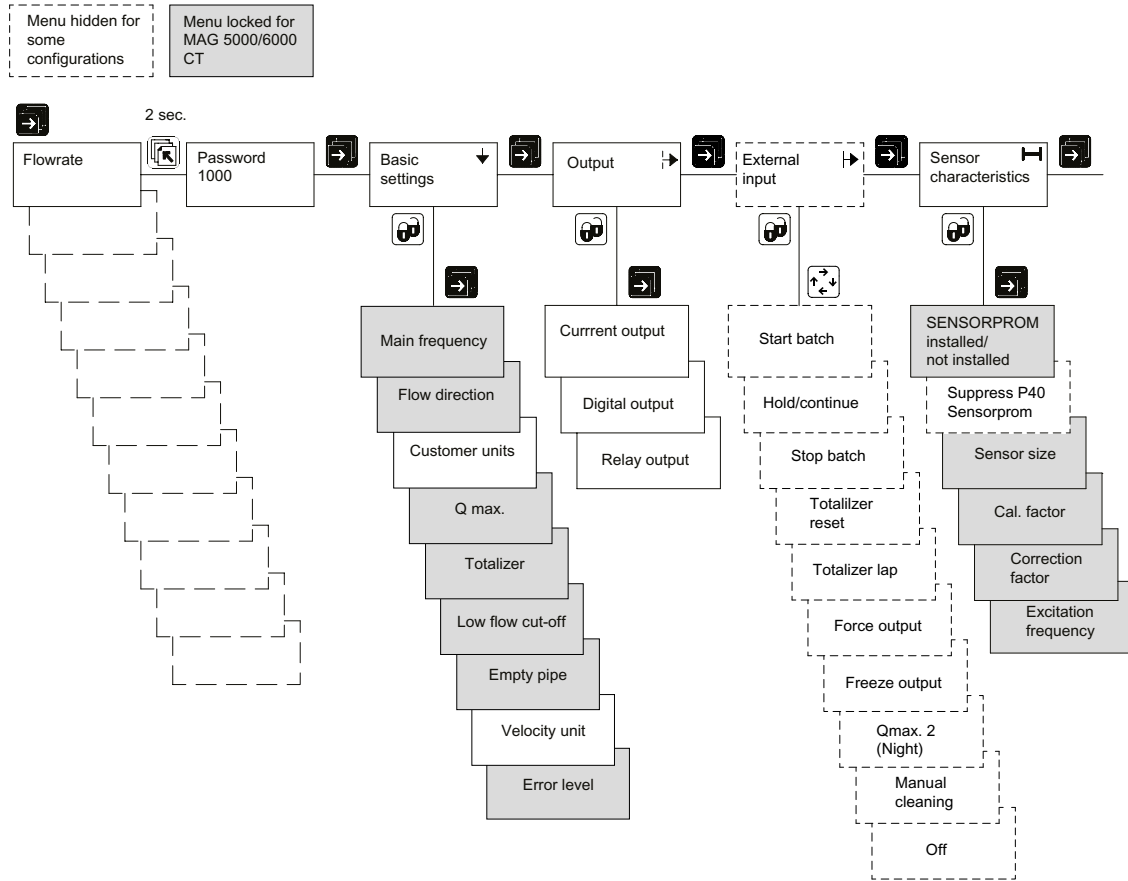 Menu hidden for
some
configurations
Menu locked for
MAG 5000/6000
CT
2 sec.
Flowrate
Password
1000
Basic
settings
Output
External
input
Sensor
characteristics
Main frequency
Flow direction
Customer units
Q max.
Totalizer
Low flow cut-off
Empty pipe
Velocity unit
Error level
Currrent output
Digital output
Relay output
Start batch
Hold/continue
Stop batch
Totalilzer
reset
Totalizer lap
Force output
Freeze output
Qmax. 2
(Night)
Manual
cleaning
Off
SENSORPROM
installed/
not installed
Suppress P40
Sensorprom
Sensor size
Cal. factor
Correction
factor
Excitation
frequency